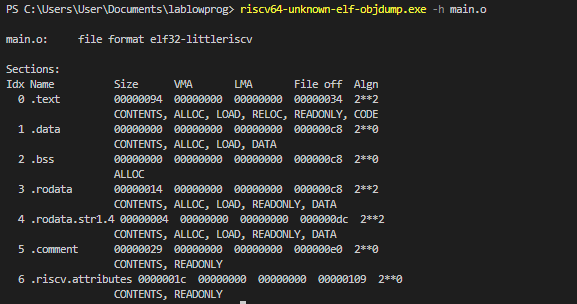 PS C:\Users\User\Documents\lablowprog> riscv64-unknown-elf-objdump.exe -h main.o
main.o:     file format elf32-littleriscv
Sections:
Idx Name          Size      VMA       LMA       File off  Algn
  0 .text         00000094  00000000  00000000  00000034  2**2
                  CONTENTS, ALLOC, LOAD, RELOC, READONLY, CODE
  1 .data         00000000  00000000  00000000  000000c8  2**0
                  CONTENTS, ALLOC, LOAD, DATA
  2 .bss          00000000  00000000  00000000  000000c8  2**0
                  ALLOC
  3 .rodata       00000014  00000000  00000000  000000c8  2**2
                  CONTENTS, ALLOC, LOAD, READONLY, DATA
  4 .rodata.str1.4 00000004  00000000  00000000  000000dc  2**2
                  CONTENTS, ALLOC, LOAD, READONLY, DATA
  5 .comment      00000029  00000000  00000000  000000e0  2**0
                  CONTENTS, READONLY
  6 .riscv.attributes 0000001c  00000000  00000000  00000109  2**0
                  CONTENTS, READONLY